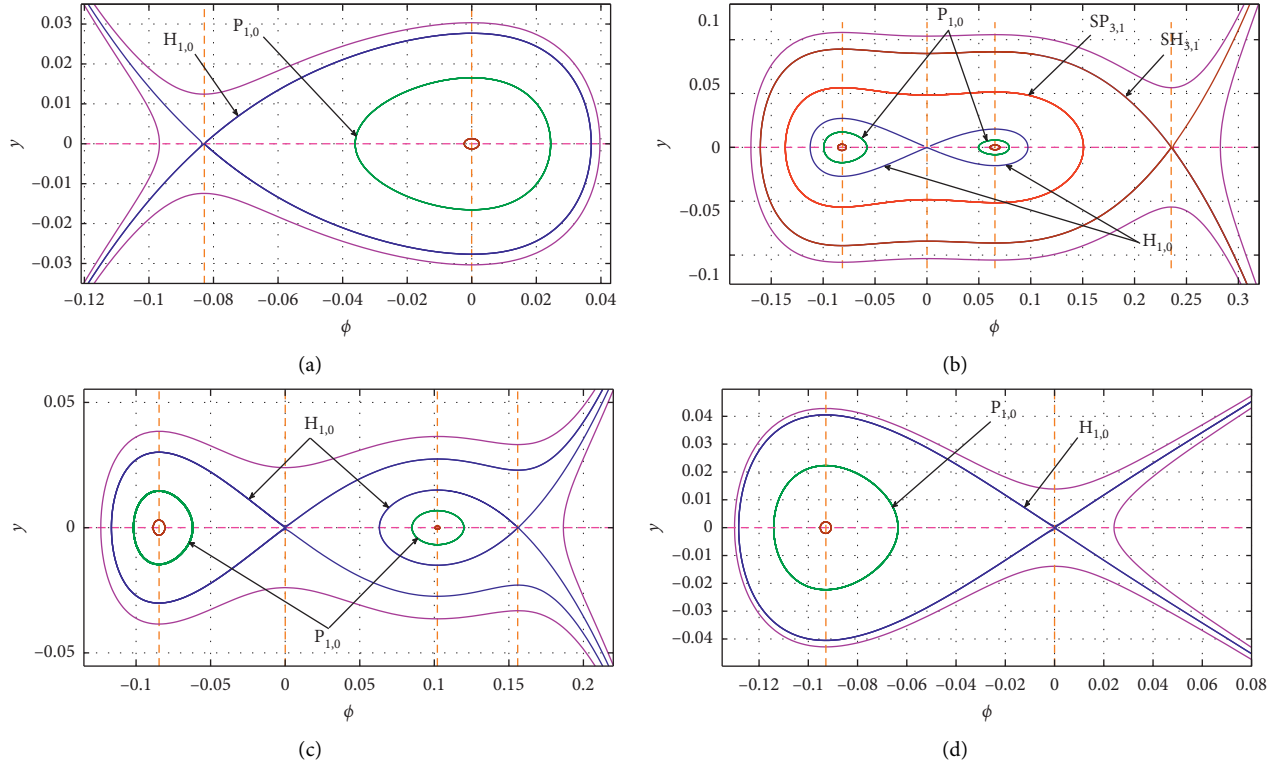 0.03
0.02
0.01
0
−0.01
−0.02
−0.03
y
H1,0
P1,0
−0.12 −0.1 −0.08 −0.06 −0.04 −0.02 0 0.02 0.04
ϕ
(a)
0.1
0.05
0
−0.05
−0.1
y
P1,0
SP3,1
SH3,1
H1,0
−0.15 −0.1 −0.05 0 0.05 0.1 0.15 0.2 0.25 0.3
ϕ
(b)
0.05
0
−0.05
y
H1,0
P1,0
−0.1 −0.05 0 0.05 0.1 0.15 0.2
ϕ
(c)
0.04
0.03
0.02
0.01
0
−0.01
−0.02
−0.03
−0.04
y
P1,0
H1,0
−0.12 −0.1 −0.08 −0.06 −0.04 −0.02 0 0.02 0.04 0.06 0.08
ϕ
(d)